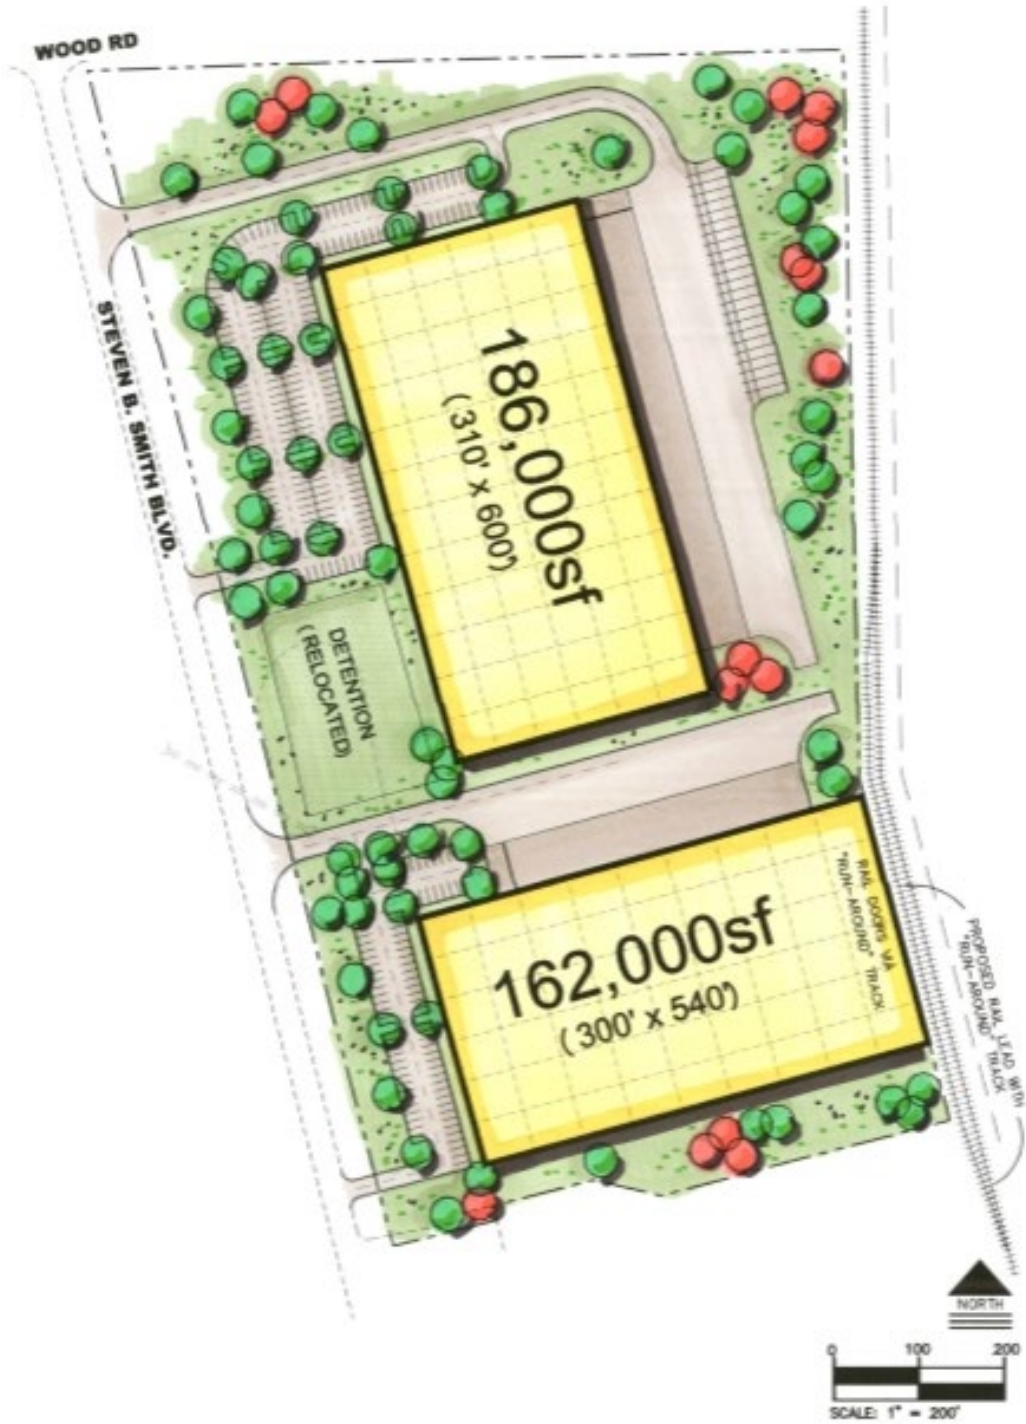 WOOD RD
STEVEN B. SMITH BLVD.
186,000sf
(310' x 600')
DETENTION
(RELOCATED)
162,000sf
(300' x 540')
RAIL DOORS VIA
"RUN-AROUND" TRACK
PROPOSED RAIL LEAD WITH
"RUN-AROUND" TRACK
NORTH
0 100 200
SCALE: 1" = 200'